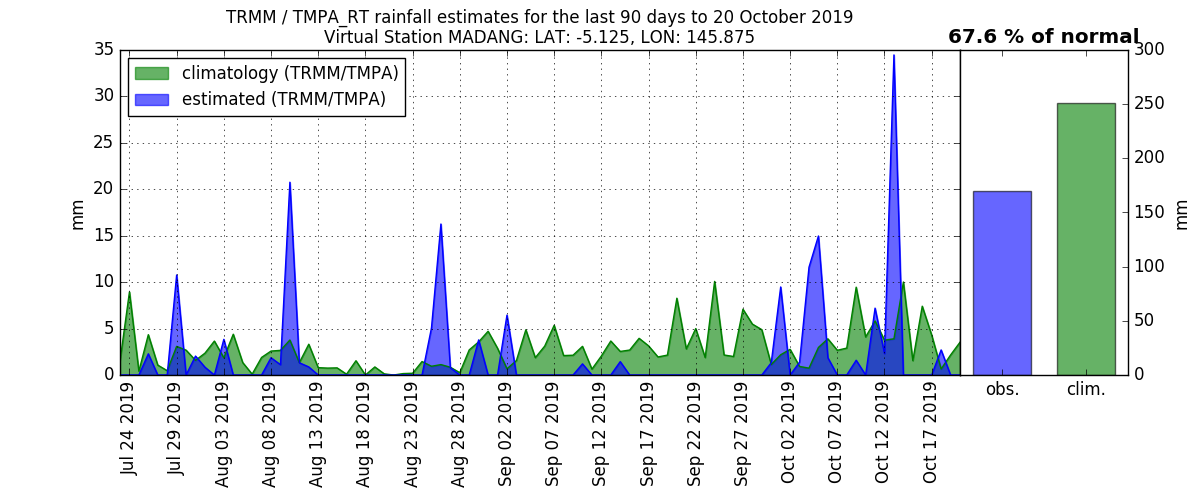 TRMM / TMPA_RT rainfall estimates for the last 90 days to 20 October 2019
Virtual Station MADANG: LAT: -5.125, LON: 145.875
67.6 % of normal
climatology (TRMM/TMPA)
estimated (TRMM/TMPA)
mm
35
30
25
20
15
10
5
0
Jul 24 2019
Jul 29 2019
Aug 03 2019
Aug 08 2019
Aug 13 2019
Aug 18 2019
Aug 23 2019
Aug 28 2019
Sep 02 2019
Sep 07 2019
Sep 12 2019
Sep 17 2019
Sep 22 2019
Sep 27 2019
Oct 02 2019
Oct 07 2019
Oct 12 2019
Oct 17 2019
obs.
clim.
300
250
200
150
100
50
0
mm